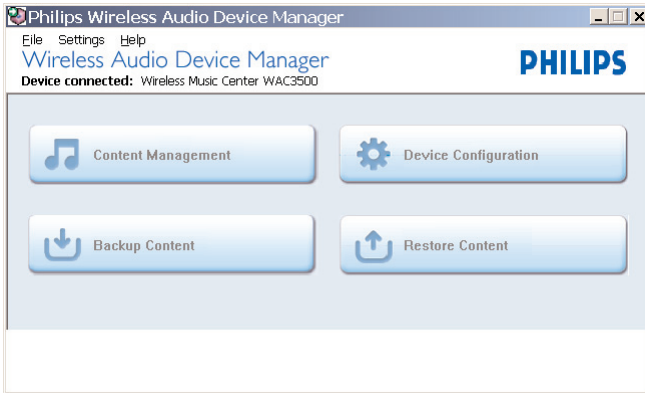 Philips Wireless Audio Device Manager
File Settings Help
Wireless Audio Device Manager
PHILIPS
Device connected: Wireless Music Center WAC3500
Content Management
Device Configuration
Backup Content
Restore Content